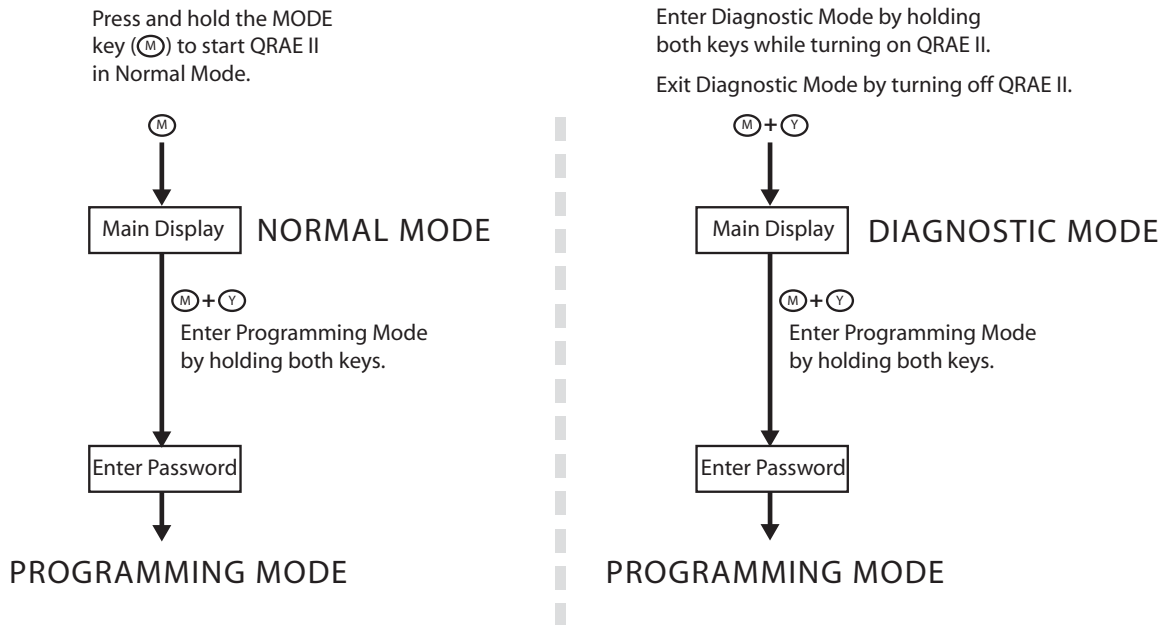 Press and hold the MODE
key (M) to start QRAE II
in Normal Mode.
M
Main Display
NORMAL MODE
M+Y
Enter Programming Mode
by holding both keys.
Enter Password
PROGRAMMING MODE
Enter Diagnostic Mode by holding
both keys while turning on QRAE II.
Exit Diagnostic Mode by turning off QRAE II.
M+Y
Main Display
DIAGNOSTIC MODE
M+Y
Enter Programming Mode
by holding both keys.
Enter Password
PROGRAMMING MODE